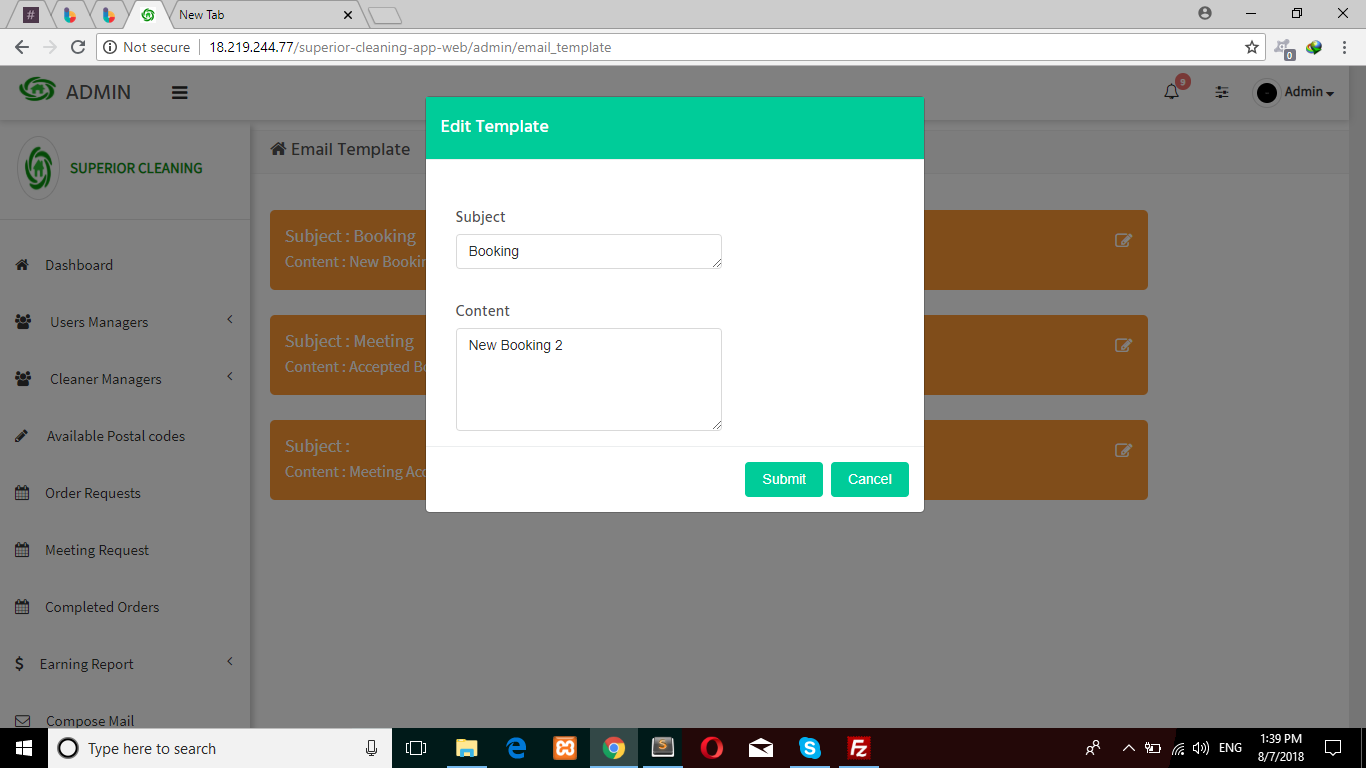 New Tab
Not secure
18.219.244.77/superior-cleaning-app-web/admin/email_template
0
ADMIN
9
Admin
SUPERIOR CLEANING
Email Template
Dashboard
Users Managers
Cleaner Managers
Available Postal codes
Order Requests
Meeting Request
Completed Orders
Earning Report
Compose Mail
Subject : Booking
Content : New Bookin
Subject : Meeting
Content : Accepted Bo
Subject :
Content : Meeting Acc
Edit Template
Subject
Booking
Content
New Booking 2
Submit
Cancel
Type here to search
ENG
1:39 PM
8/7/2018